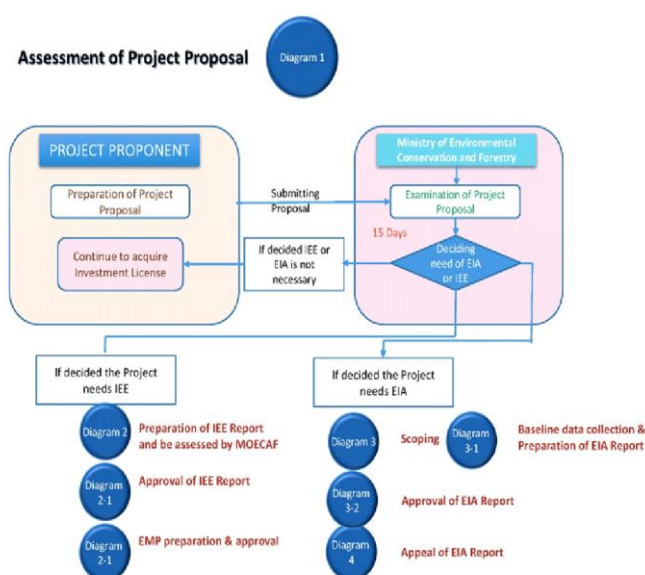 Assessment of Project Proposal
Diagram 1
PROJECT PROPONENT
Ministry of Environmental
Conservation and Forestry
Preparation of Project
Proposal
Submitting
Proposal
Examination of Project
Proposal
15 Days
Continue to acquire
Investment License
If decided IEE or
EIA is not
necessary
Deciding
need of EIA
or IEE
If decided the Project
needs IEE
If decided the Project
needs EIA
Diagram 2
Preparation of IEE Report
and be assessed by MOECAF
Diagram
2-1
Approval of IEE Report
Diagram
2-1
EMP preparation & approval
Diagram 3
Scoping
Diagram
3-1
Baseline data collection &
Preparation of EIA Report
Diagram
3-2
Approval of EIA Report
Diagram
4
Appeal of EIA Report